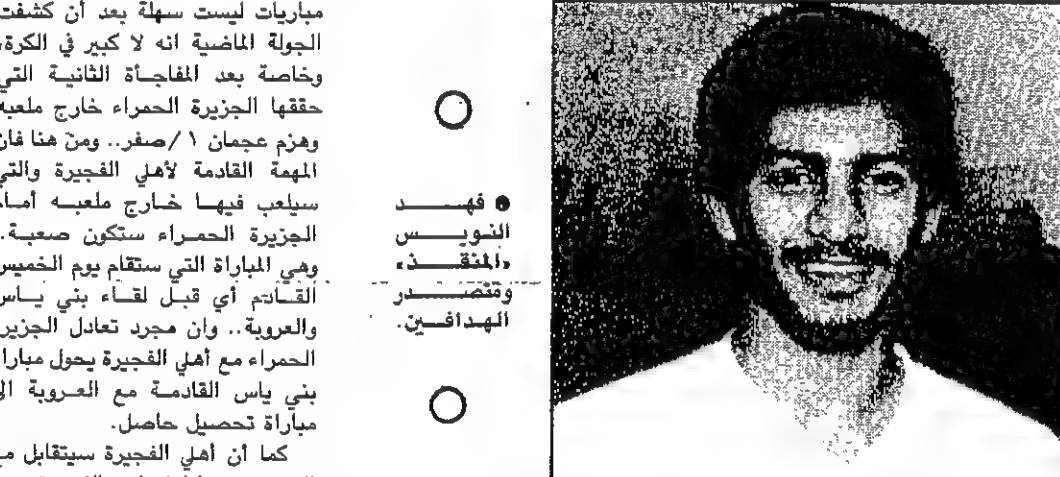 مباريات ليست سهلة بعد أن كشفت
الجولة الماضية انه لا كبير في الكرة،
وخاصة بعد المفاجأة الثانية التي
حققها الجزيرة الحمراء خارج ملعبه
وهزم عجمان ١/صفر.. ومن هنا فان
المهمة القادمة لأهلي الفجيرة والتي
سيلعب فيها خارج ملعبه أمام
الجزيرة الحمراء ستكون صعبة.
وهي المباراة التي ستقام يوم الخميس
القادم أي قبل لقاء بني ياس
والعروبة.. وان مجرد تعادل الجزيرة
الحمراء مع أهلي الفجيرة يحول مباراة
بني ياس القادمة مع العروبة الى
مباراة تحصيل حاصل.
كما أن أهلي الفجيرة سيتقابل مع
● فهد
النويس
«المنقذ»
ومتصدر
الهدافين.